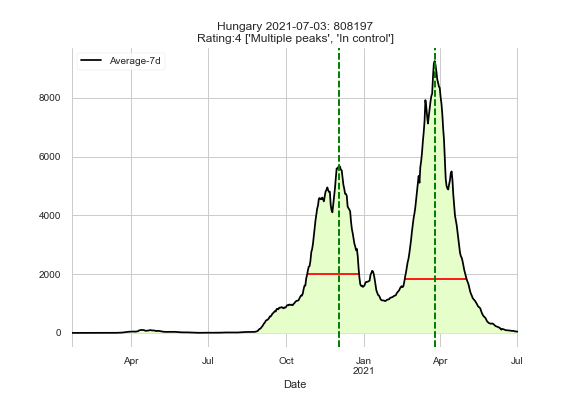 Hungary 2021-07-03: 808197
Rating:4 ['Multiple peaks', 'In control']
Average-7d
8000
6000
4000
2000
0
Apr
Jul
Oct
Jan
2021
Apr
Jul
Date